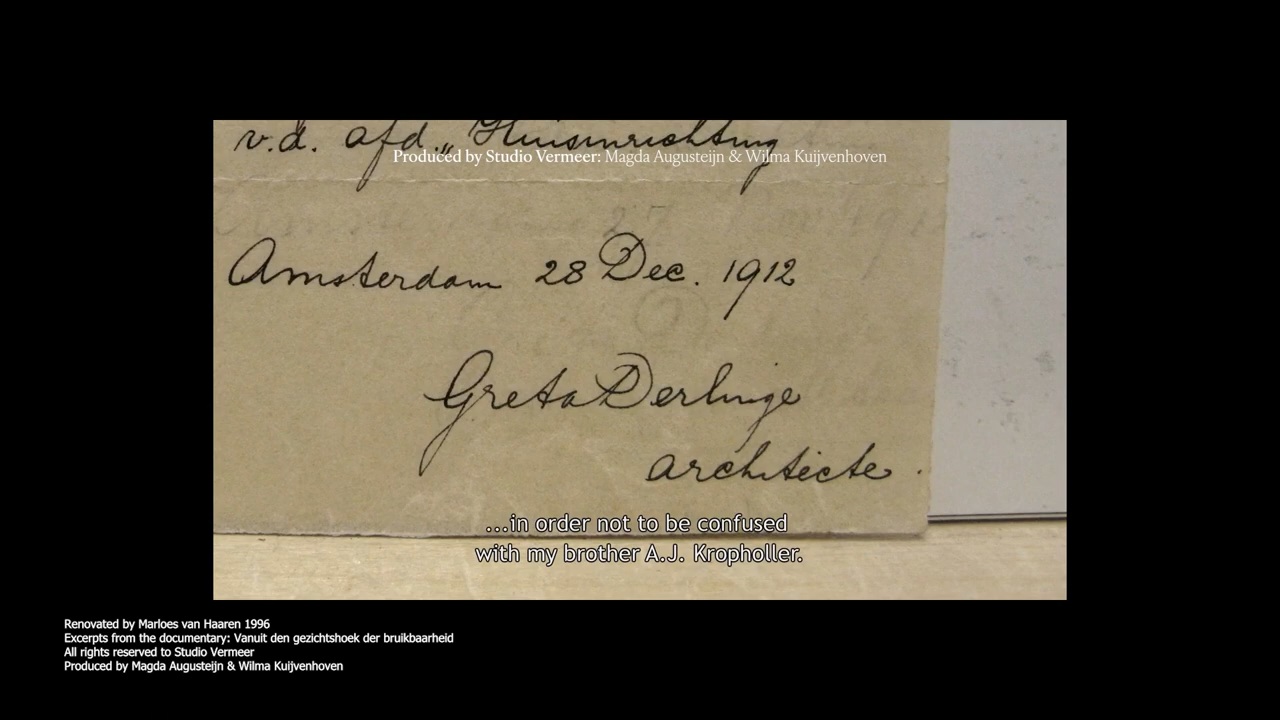 v.d. afd. „Huisinrichting
Produced by Studio Vermeer: Magda Augusteijn & Wilma Kuijvenhoven
Amsterdam 28 Dec. 1912
Greta Derlinge
architecte.
...in order not to be confused
with my brother A.J. Kropholler.
Renovated by Marloes van Haaren 1996
Excerpts from the documentary: Vanuit den gezichtshoek der bruikbaarheid
All rights reserved to Studio Vermeer
Produced by Magda Augusteijn & Wilma Kuijvenhoven